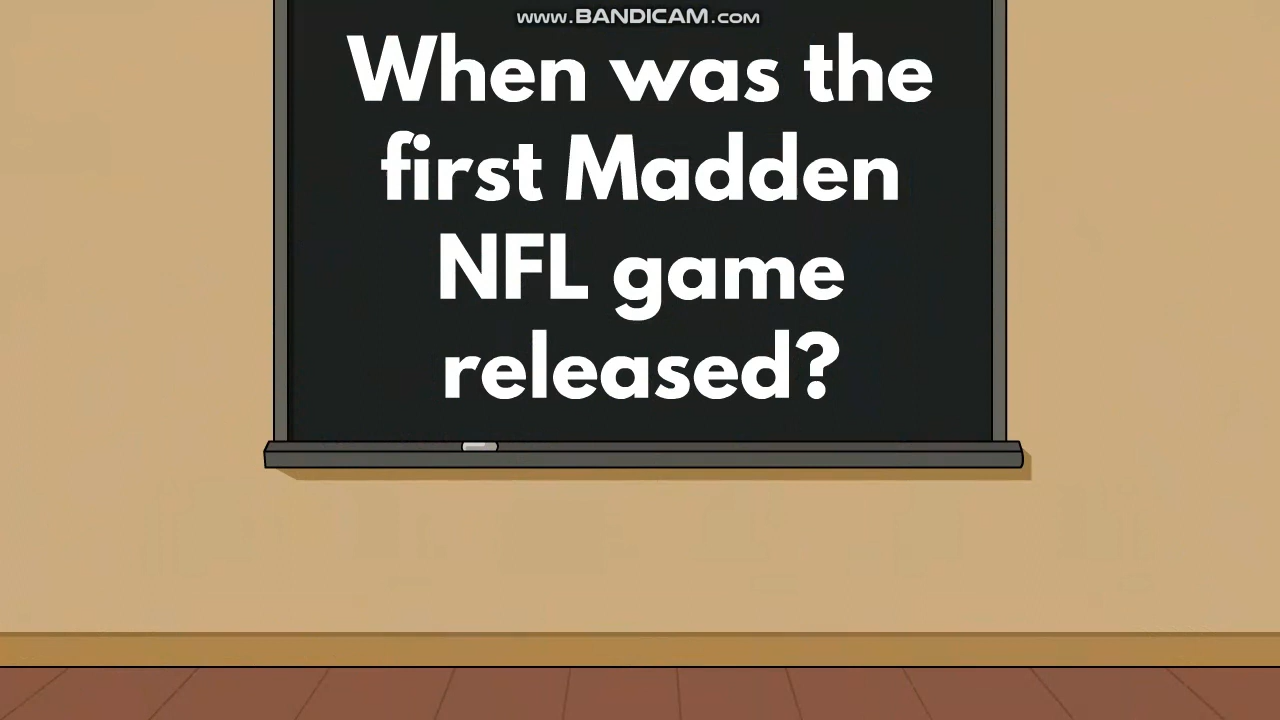 www.BANDICAM.com
When was the
first Madden
NFL game
released?